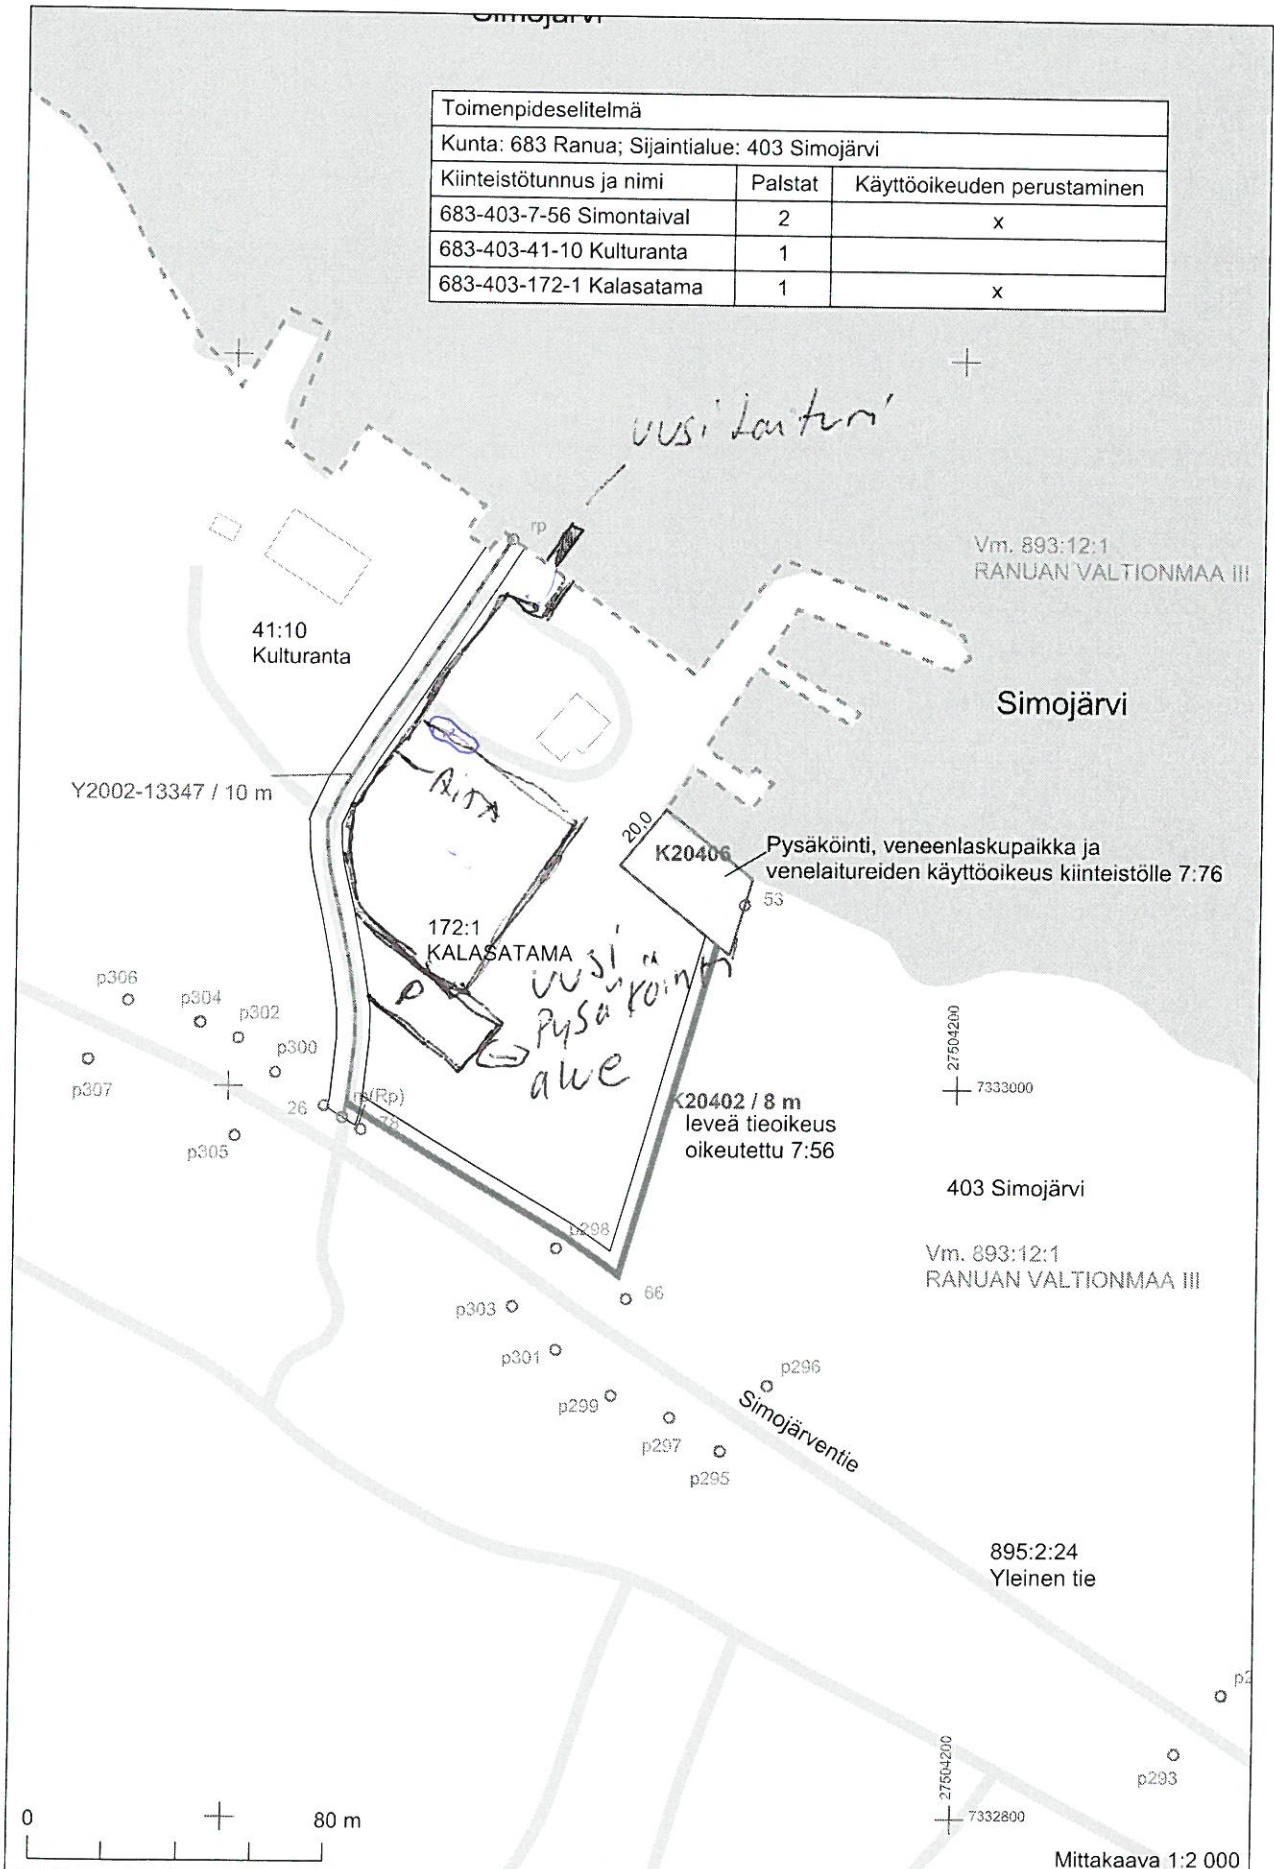 Simojärvi
Toimenpideselitelmä
Kunta: 683 Ranua; Sijaintialue: 403 Simojärvi
Kiinteistötunnus ja nimi Palstat Käyttöoikeuden perustaminen
683-403-7-56 Simontaival 2 x
683-403-41-10 Kulturanta 1
683-403-172-1 Kalasatama 1 x
uusi Laituri
rp
Vm. 893:12:1
RANUAN VALTIONMAA III
41:10
Kulturanta
Simojärvi
Y2002-13347 / 10 m
AITA
20,0
K20406
Pysäköinti, veneenlaskupaikka ja
venelaitureiden käyttöoikeus kiinteistölle 7:76
53
172:1
KALASATAMA
uusi
Pysäköinti
alue
P
p306
p304
p302
p300
p307
26
rn(Rp)
78
p305
27504200
7333000
K20402 / 8 m
leveä tieoikeus
oikeutettu 7:56
403 Simojärvi
p298
Vm. 893:12:1
RANUAN VALTIONMAA III
66
p303
p301
p296
p299
Simojärventie
p297
p295
895:2:24
Yleinen tie
p2
p293
27504200
7332800
0 80 m
Mittakaava 1:2 000